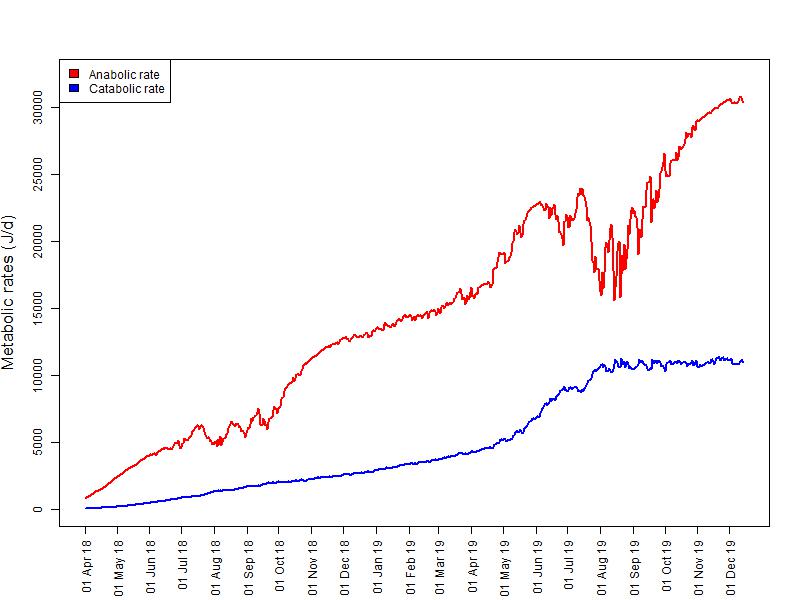 Anabolic rate
Catabolic rate
Metabolic rates (J/d)
30000
25000
20000
15000
10000
5000
0
01 Apr 18
01 May 18
01 Jun 18
01 Jul 18
01 Aug 18
01 Sep 18
01 Oct 18
01 Nov 18
01 Dec 18
01 Jan 19
01 Feb 19
01 Mar 19
01 Apr 19
01 May 19
01 Jun 19
01 Jul 19
01 Aug 19
01 Sep 19
01 Oct 19
01 Nov 19
01 Dec 19